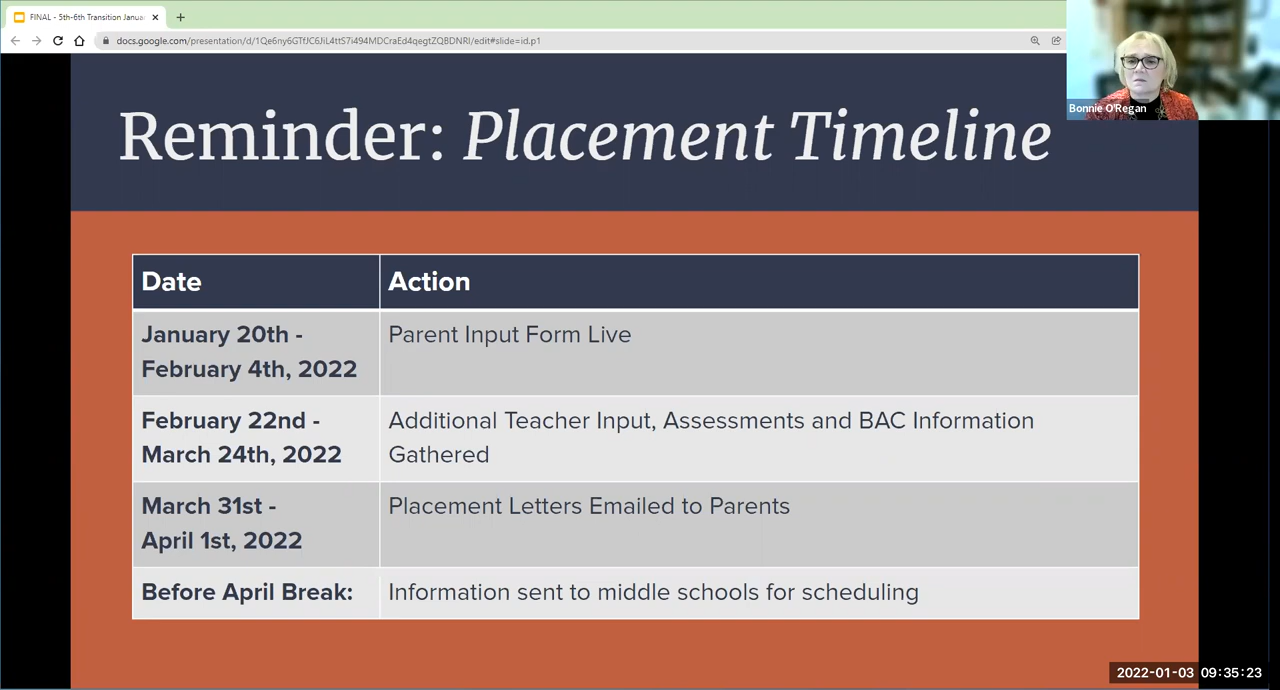 FINAL - 5th-6th Transition Janua
docs.google.com/presentation/d/1Qe6ny6GTfJC6JiL4ttS7i494MDCraEd4qegtZQBDNRI/edit#slide=id.p1
Bonnie O'Regan
Reminder: Placement Timeline
Date Action
January 20th - Parent Input Form Live
February 4th, 2022
February 22nd - Additional Teacher Input, Assessments and BAC Information
March 24th, 2022 Gathered
March 31st - Placement Letters Emailed to Parents
April 1st, 2022
Before April Break: Information sent to middle schools for scheduling
2022-01-03 09:35:23